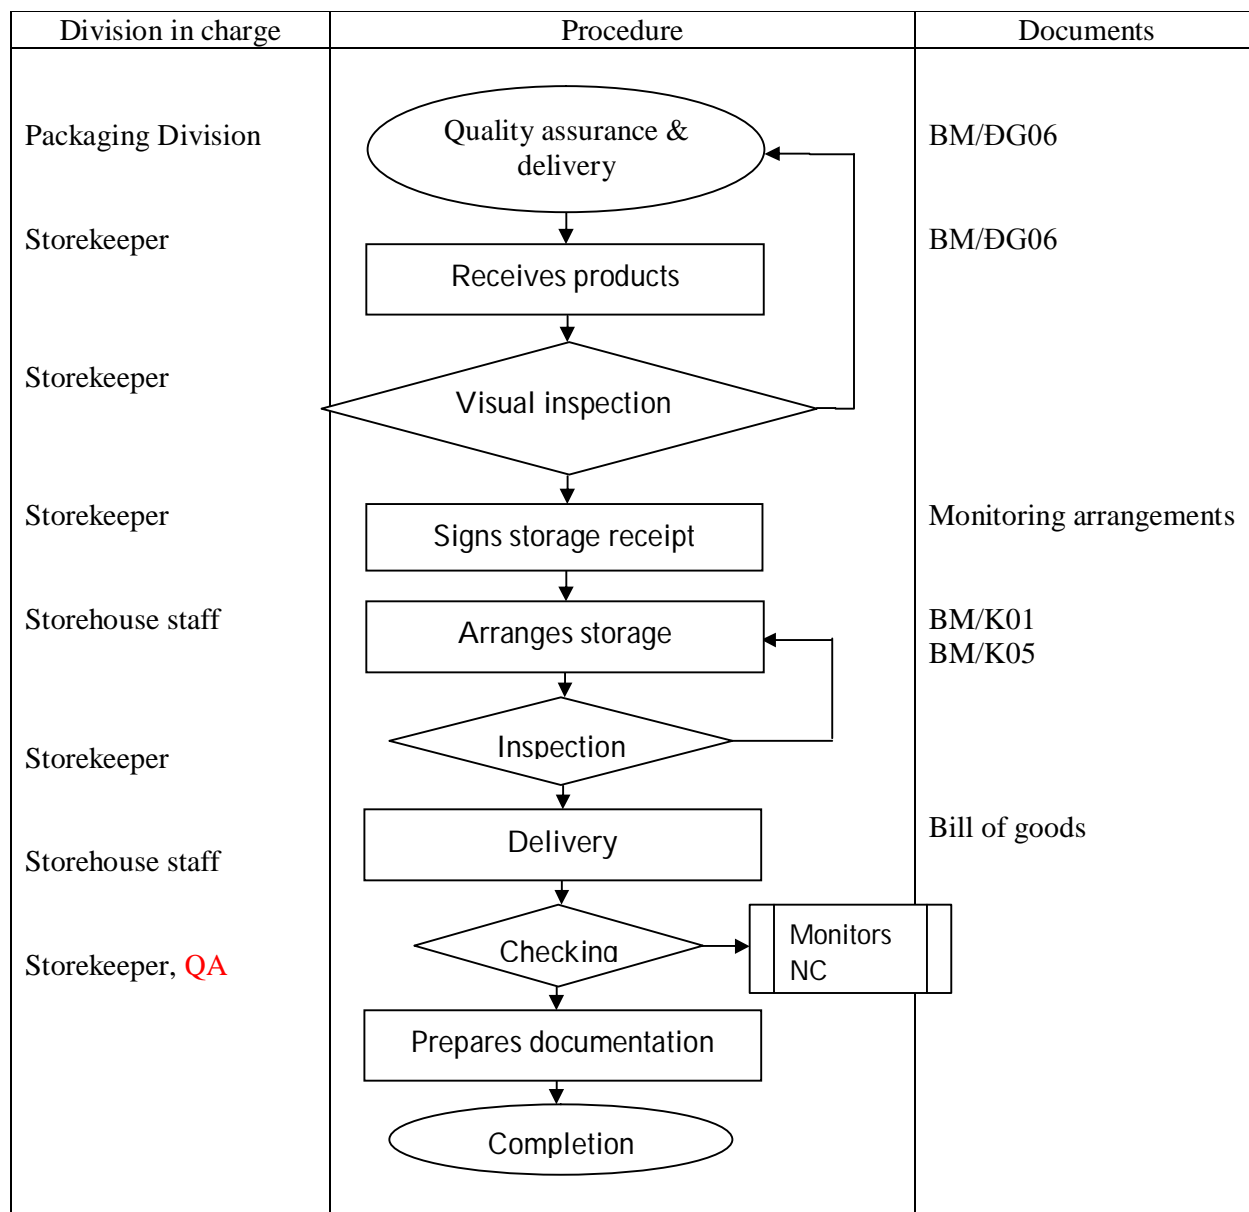 Division in charge
Procedure
Documents
Packaging Division
Quality assurance &
delivery
BM/ĐG06
Storekeeper
Receives products
BM/ĐG06
Storekeeper
Visual inspection
Storekeeper
Signs storage receipt
Monitoring arrangements
Storehouse staff
Arranges storage
BM/K01
BM/K05
Storekeeper
Inspection
Storehouse staff
Delivery
Bill of goods
Storekeeper, QA
Checking
Monitors
NC
Prepares documentation
Completion